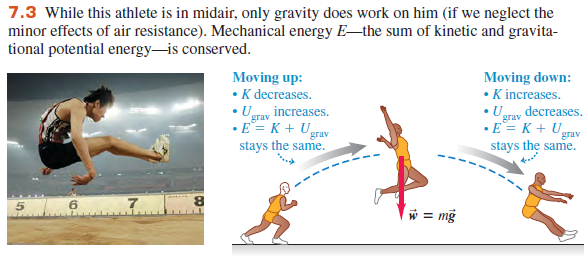 7.3 While this athlete is in midair, only gravity does work on him (if we neglect the
minor effects of air resistance). Mechanical energy E—the sum of kinetic and gravita-
tional potential energy—is conserved.
Moving up:
• K decreases.
• Ugrav increases.
• E = K + Ugrav
stays the same.
Moving down:
• K increases.
• Ugrav decreases.
• E = K + Ugrav
stays the same.
5 6 7 8
w⃗ = mg⃗